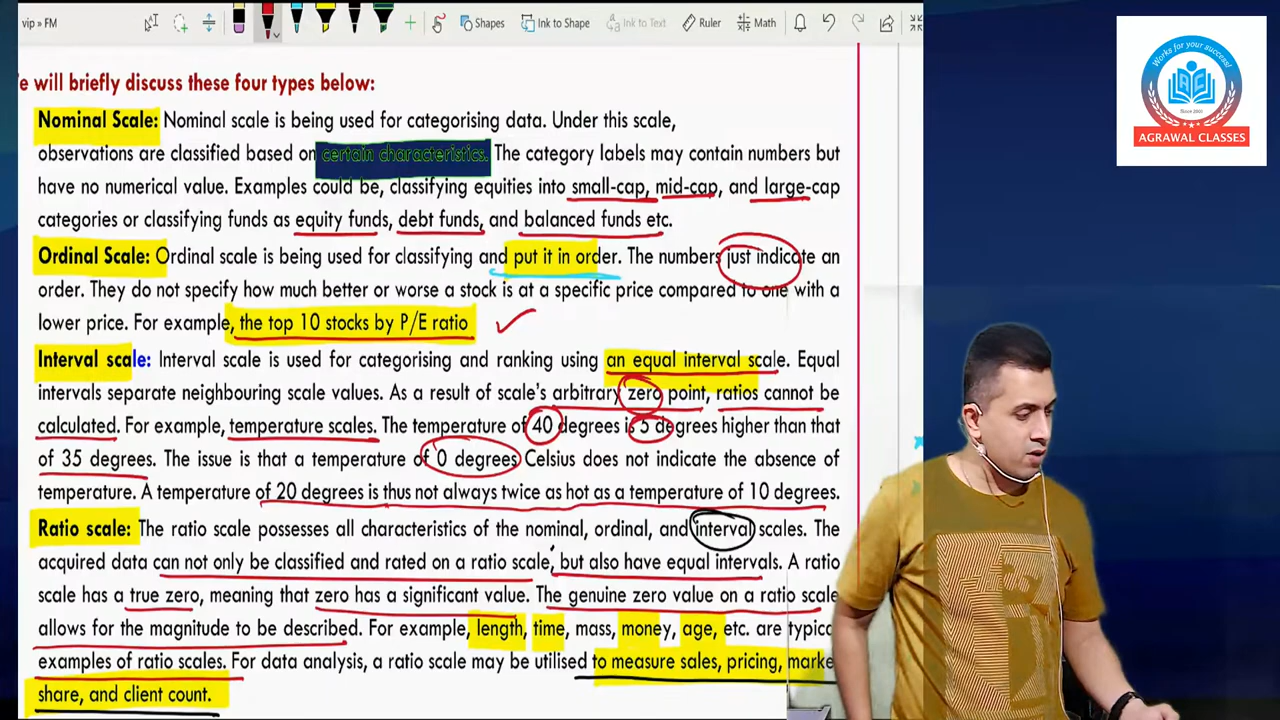 vip » FM
Shapes
Ink to Shape
Ink to Text
Ruler
Math
Works for your success!
Since 2001
AGRAWAL CLASSES
e will briefly discuss these four types below:
Nominal Scale: Nominal scale is being used for categorising data. Under this scale,
observations are classified based on certain characteristics. The category labels may contain numbers but
have no numerical value. Examples could be, classifying equities into small-cap, mid-cap, and large-cap
categories or classifying funds as equity funds, debt funds, and balanced funds etc.
Ordinal Scale: Ordinal scale is being used for classifying and put it in order. The numbers just indicate an
order. They do not specify how much better or worse a stock is at a specific price compared to one with a
lower price. For example, the top 10 stocks by P/E ratio
Interval scale: Interval scale is used for categorising and ranking using an equal interval scale. Equal
intervals separate neighbouring scale values. As a result of scale's arbitrary zero point, ratios cannot be
calculated. For example, temperature scales. The temperature of 40 degrees is 5 degrees higher than that
of 35 degrees. The issue is that a temperature of 0 degrees Celsius does not indicate the absence of
temperature. A temperature of 20 degrees is thus not always twice as hot as a temperature of 10 degrees.
Ratio scale: The ratio scale possesses all characteristics of the nominal, ordinal, and interval scales. The
acquired data can not only be classified and rated on a ratio scale, but also have equal intervals. A ratio
scale has a true zero, meaning that zero has a significant value. The genuine zero value on a ratio scale
allows for the magnitude to be described. For example, length, time, mass, money, age, etc. are typica
examples of ratio scales. For data analysis, a ratio scale may be utilised to measure sales, pricing, marke
share, and client count.